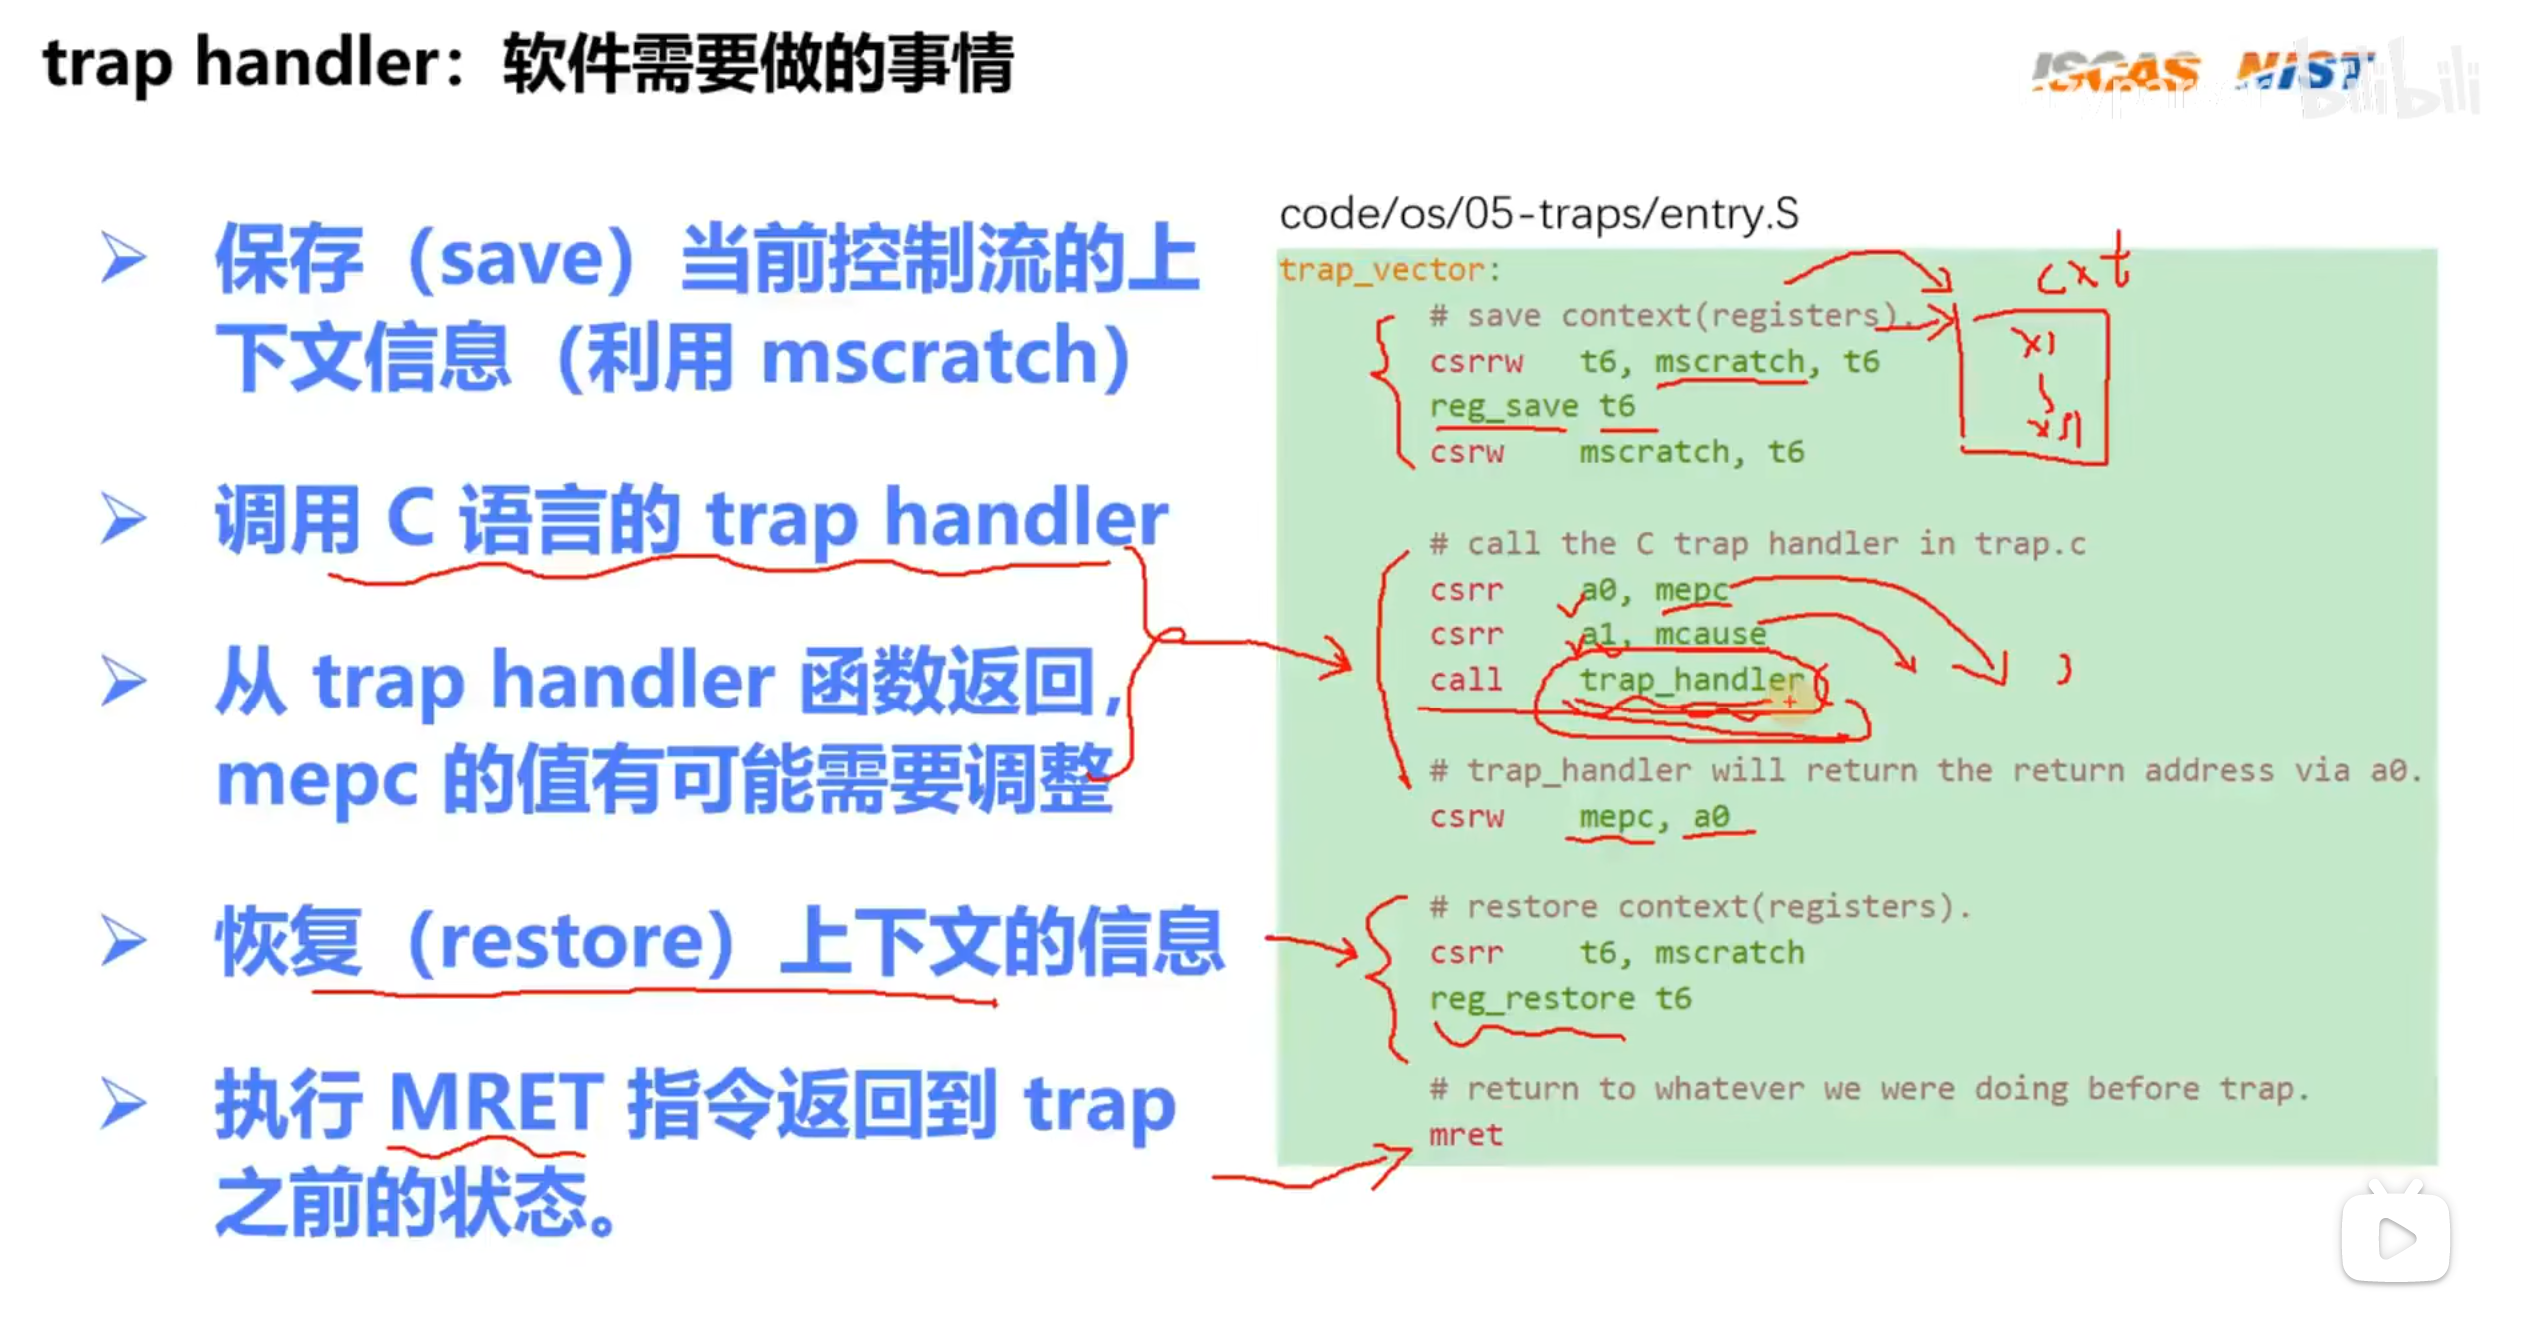 trap handler：软件需要做的事情
ISCAS NIST
bilibili
➢ 保存（save）当前控制流的上
下文信息（利用 mscratch）
➢ 调用 C 语言的 trap handler
➢ 从 trap handler 函数返回，
mepc 的值有可能需要调整
➢ 恢复（restore）上下文的信息
➢ 执行 MRET 指令返回到 trap
之前的状态。
code/os/05-traps/entry.S
trap_vector:
# save context(registers).
csrrw t6, mscratch, t6
reg_save t6
csrw mscratch, t6
# call the C trap handler in trap.c
csrr a0, mepc
csrr a1, mcause
call trap_handler
# trap_handler will return the return address via a0.
csrw mepc, a0
# restore context(registers).
csrr t6, mscratch
reg_restore t6
# return to whatever we were doing before trap.
mret
cxt
x1